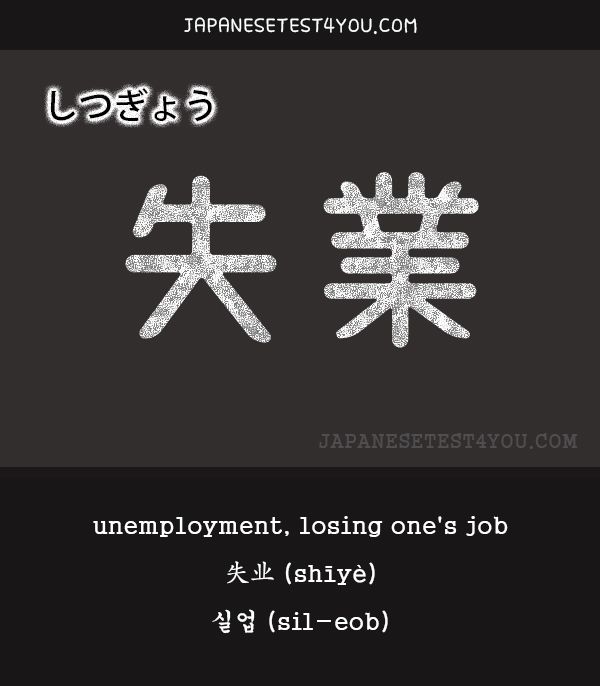 JAPANESETEST4YOU.COM
しつぎょう
失業
JAPANESETEST4YOU.COM
unemployment, losing one's job
失业 (shīyè)
실업 (sil-eob)